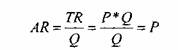 AR = TR/Q = P*Q/Q = P